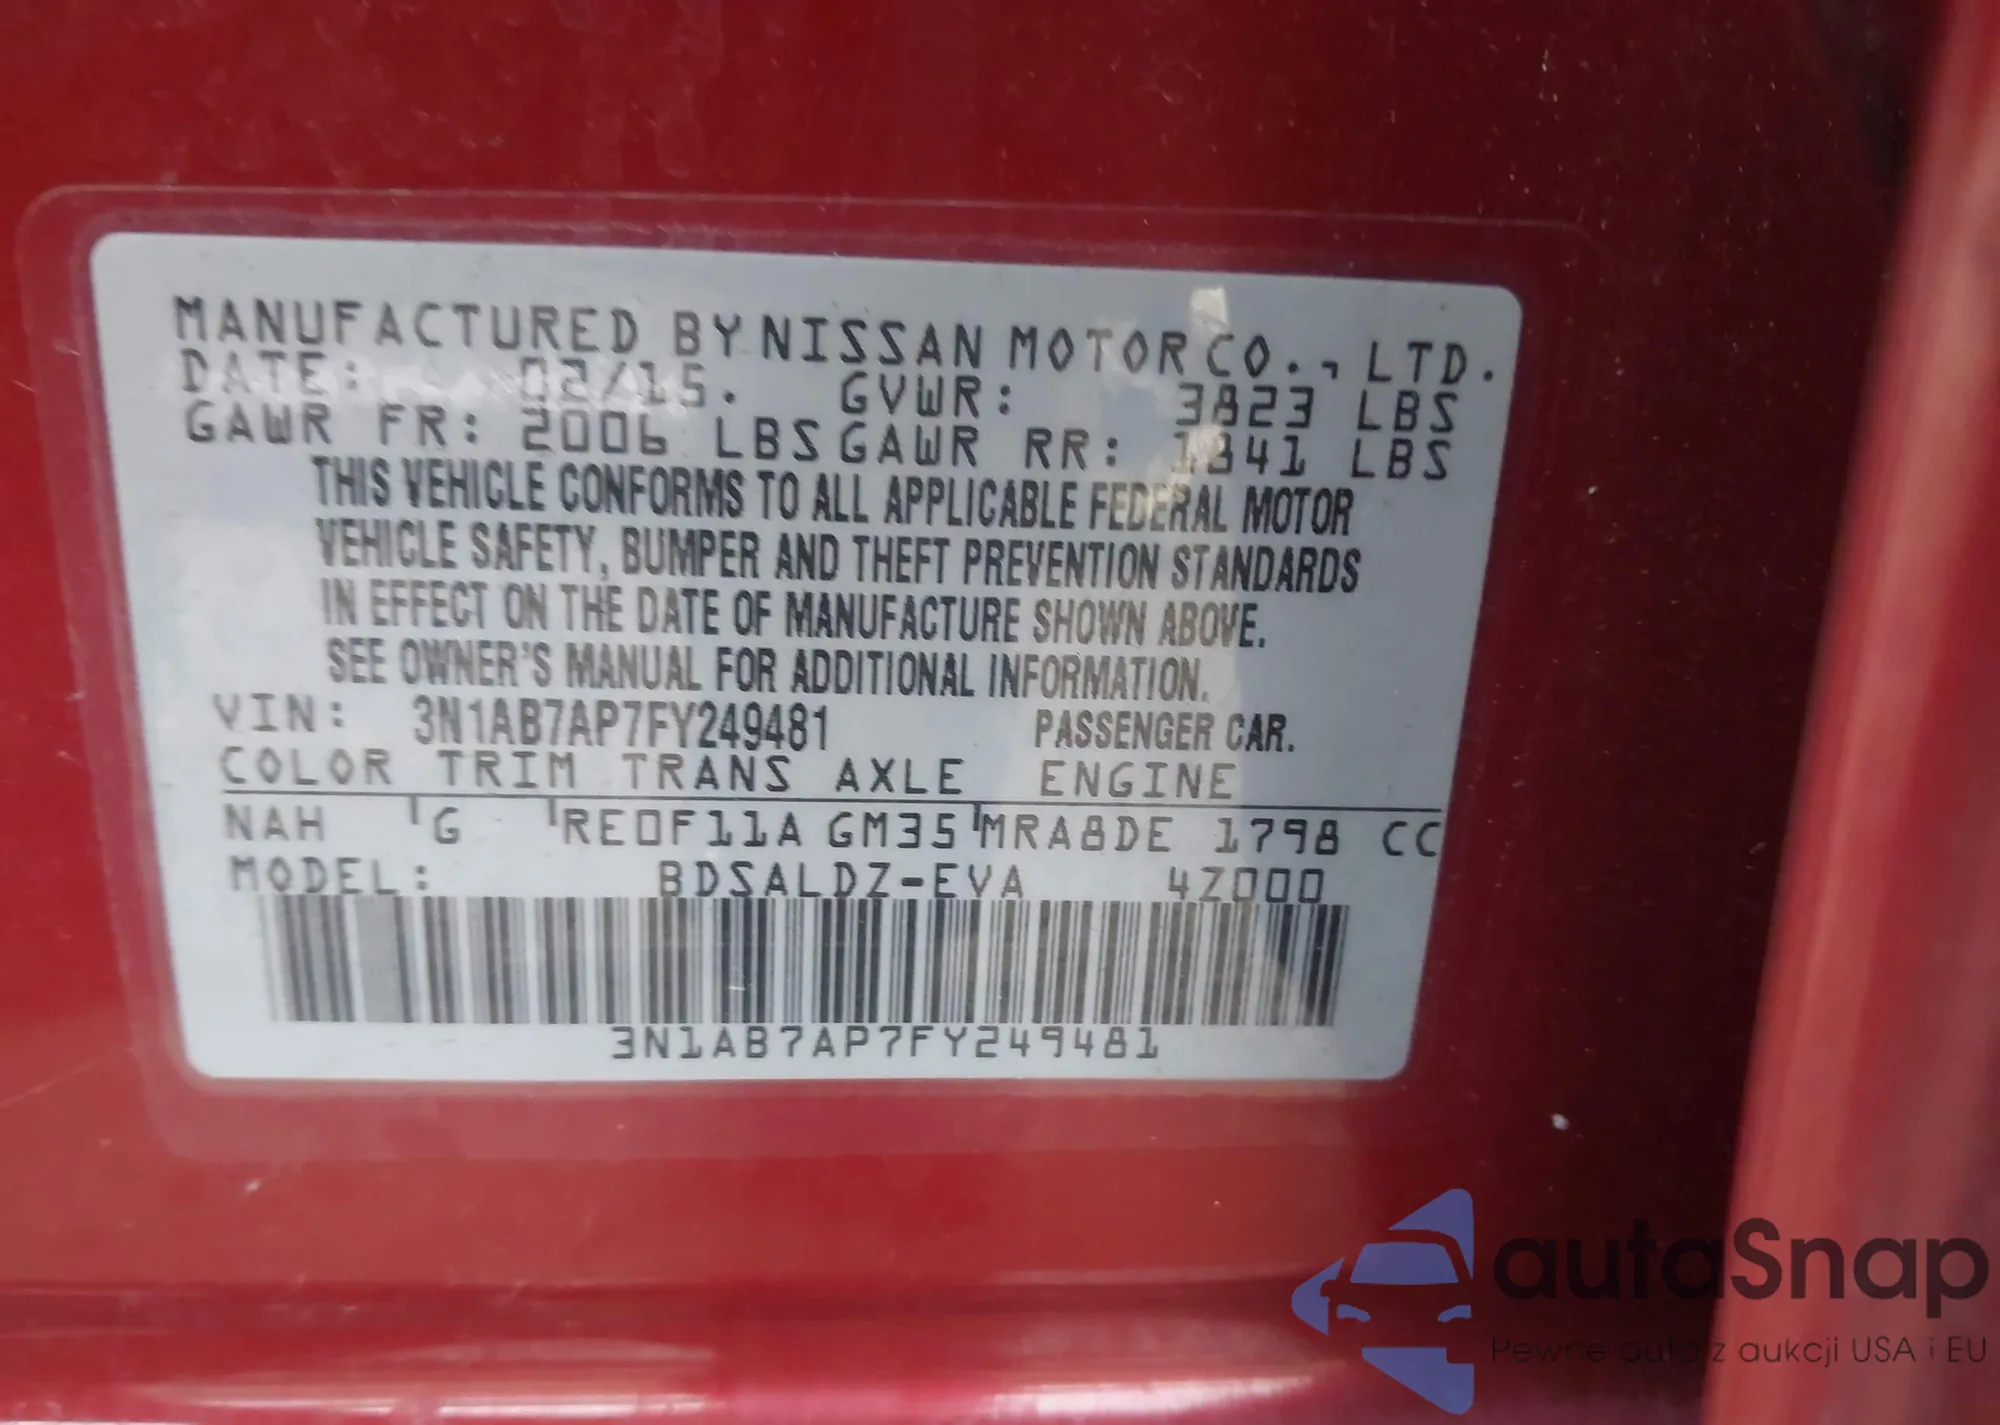 MANUFACTURED BY NISSAN MOTOR CO., LTD.
DATE: 02/15. GVWR: 3823 LBS
GAWR FR: 2006 LBS GAWR RR: 1841 LBS
THIS VEHICLE CONFORMS TO ALL APPLICABLE FEDERAL MOTOR
VEHICLE SAFETY, BUMPER AND THEFT PREVENTION STANDARDS
IN EFFECT ON THE DATE OF MANUFACTURE SHOWN ABOVE.
SEE OWNER'S MANUAL FOR ADDITIONAL INFORMATION.
VIN: 3N1AB7AP7FY249481 PASSENGER CAR.
COLOR TRIM TRANS AXLE ENGINE
NAH G RE0F11A GM35 MRA8DE 1798 CC
MODEL: BDSALDZ-EVA 4Z000
3N1AB7AP7FY249481
autaSnap
Pewne auta z aukcji USA i EU